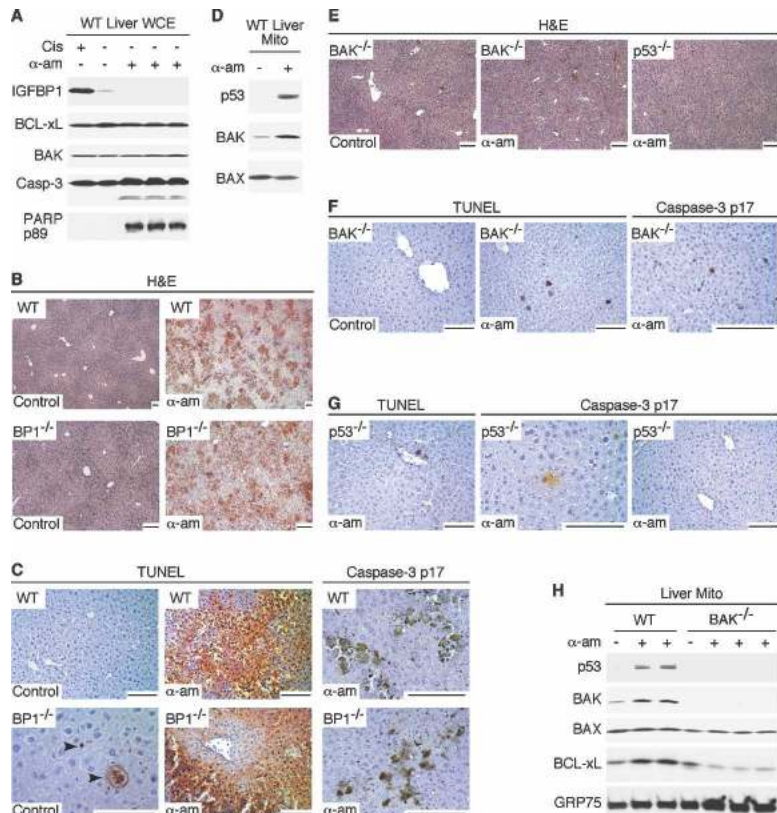 A
WT Liver WCE
Cis + - - - -
α-am - - + + +
IGFBP1
BCL-xL
BAK
Casp-3
PARP
p89
B
H&E
WT
Control
WT
α-am
BP1-/-
Control
BP1-/-
α-am
C
TUNEL
Caspase-3 p17
WT
Control
WT
α-am
WT
α-am
BP1-/-
Control
BP1-/-
α-am
BP1-/-
α-am
D
WT Liver
Mito
α-am - +
p53
BAK
BAX
E
H&E
BAK-/-
Control
BAK-/-
α-am
p53-/-
α-am
F
TUNEL
Caspase-3 p17
BAK-/-
Control
BAK-/-
α-am
BAK-/-
α-am
G
TUNEL
Caspase-3 p17
p53-/-
α-am
p53-/-
α-am
p53-/-
α-am
H
Liver Mito
WT BAK-/-
α-am - + + - + + +
p53
BAK
BAX
BCL-xL
GRP75